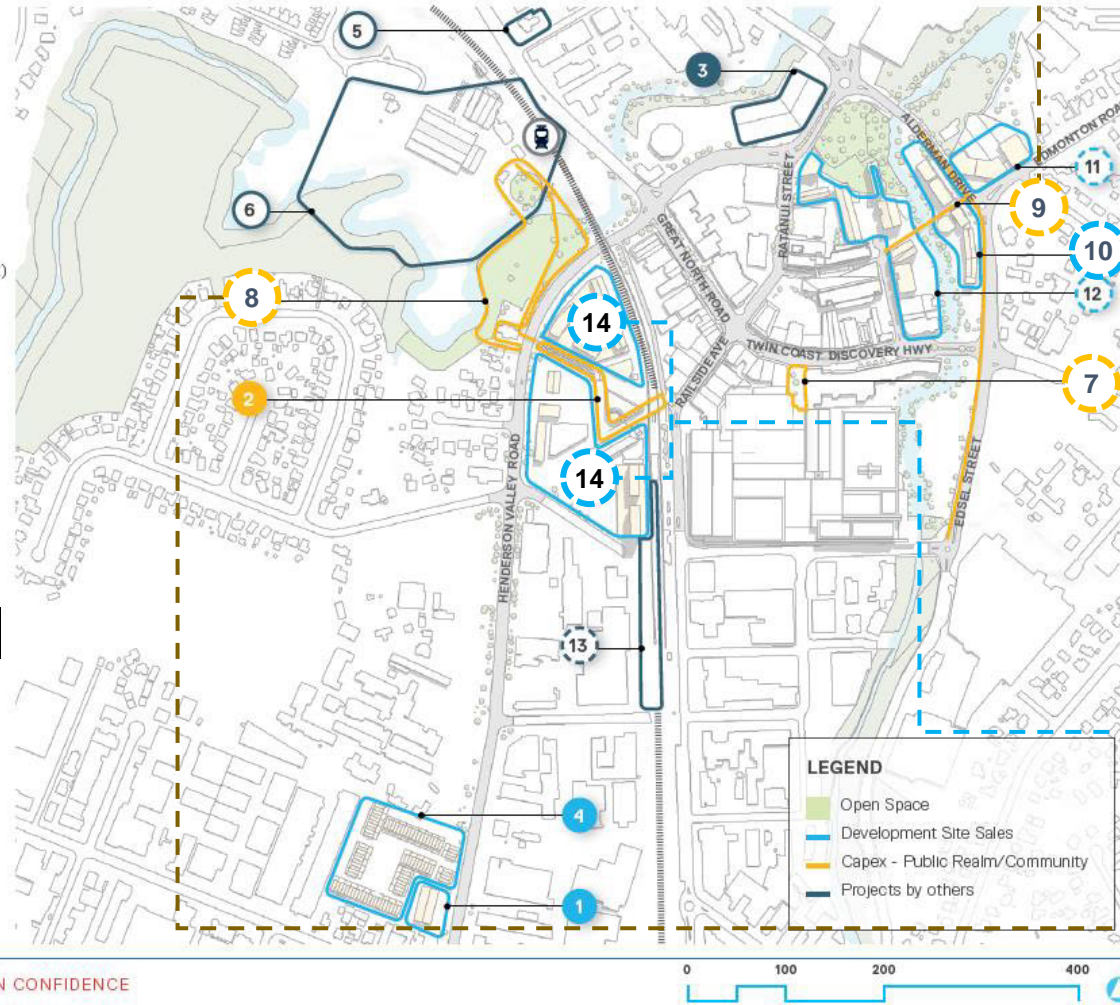 5
3
ALDERMAN DRIVE
EDMONTON ROAD
11
RATANUI STREET
6
9
GREAT NORTH ROAD
10
12
8
14
TWIN COAST DISCOVERY HWY
RAILSIDE AVE
7
2
HENDERSON VALLEY ROAD
14
EDSEL STREET
13
LEGEND
Open Space
Development Site Sales
Capex - Public Realm/Community
Projects by others
4
1
N CONFIDENCE
0 100 200 400